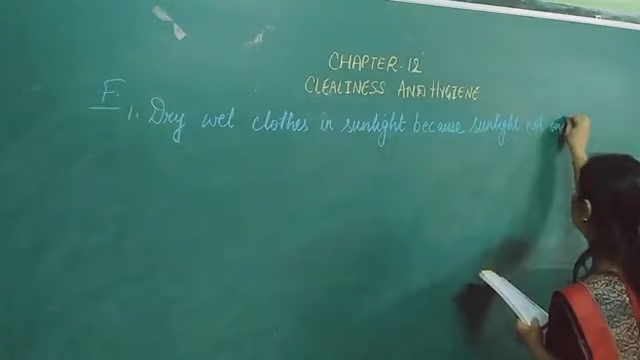 CHAPTER-12
CLEALINESS AND HYGIENE
F.
1. Dry wet clothes in sunlight because sunlight not